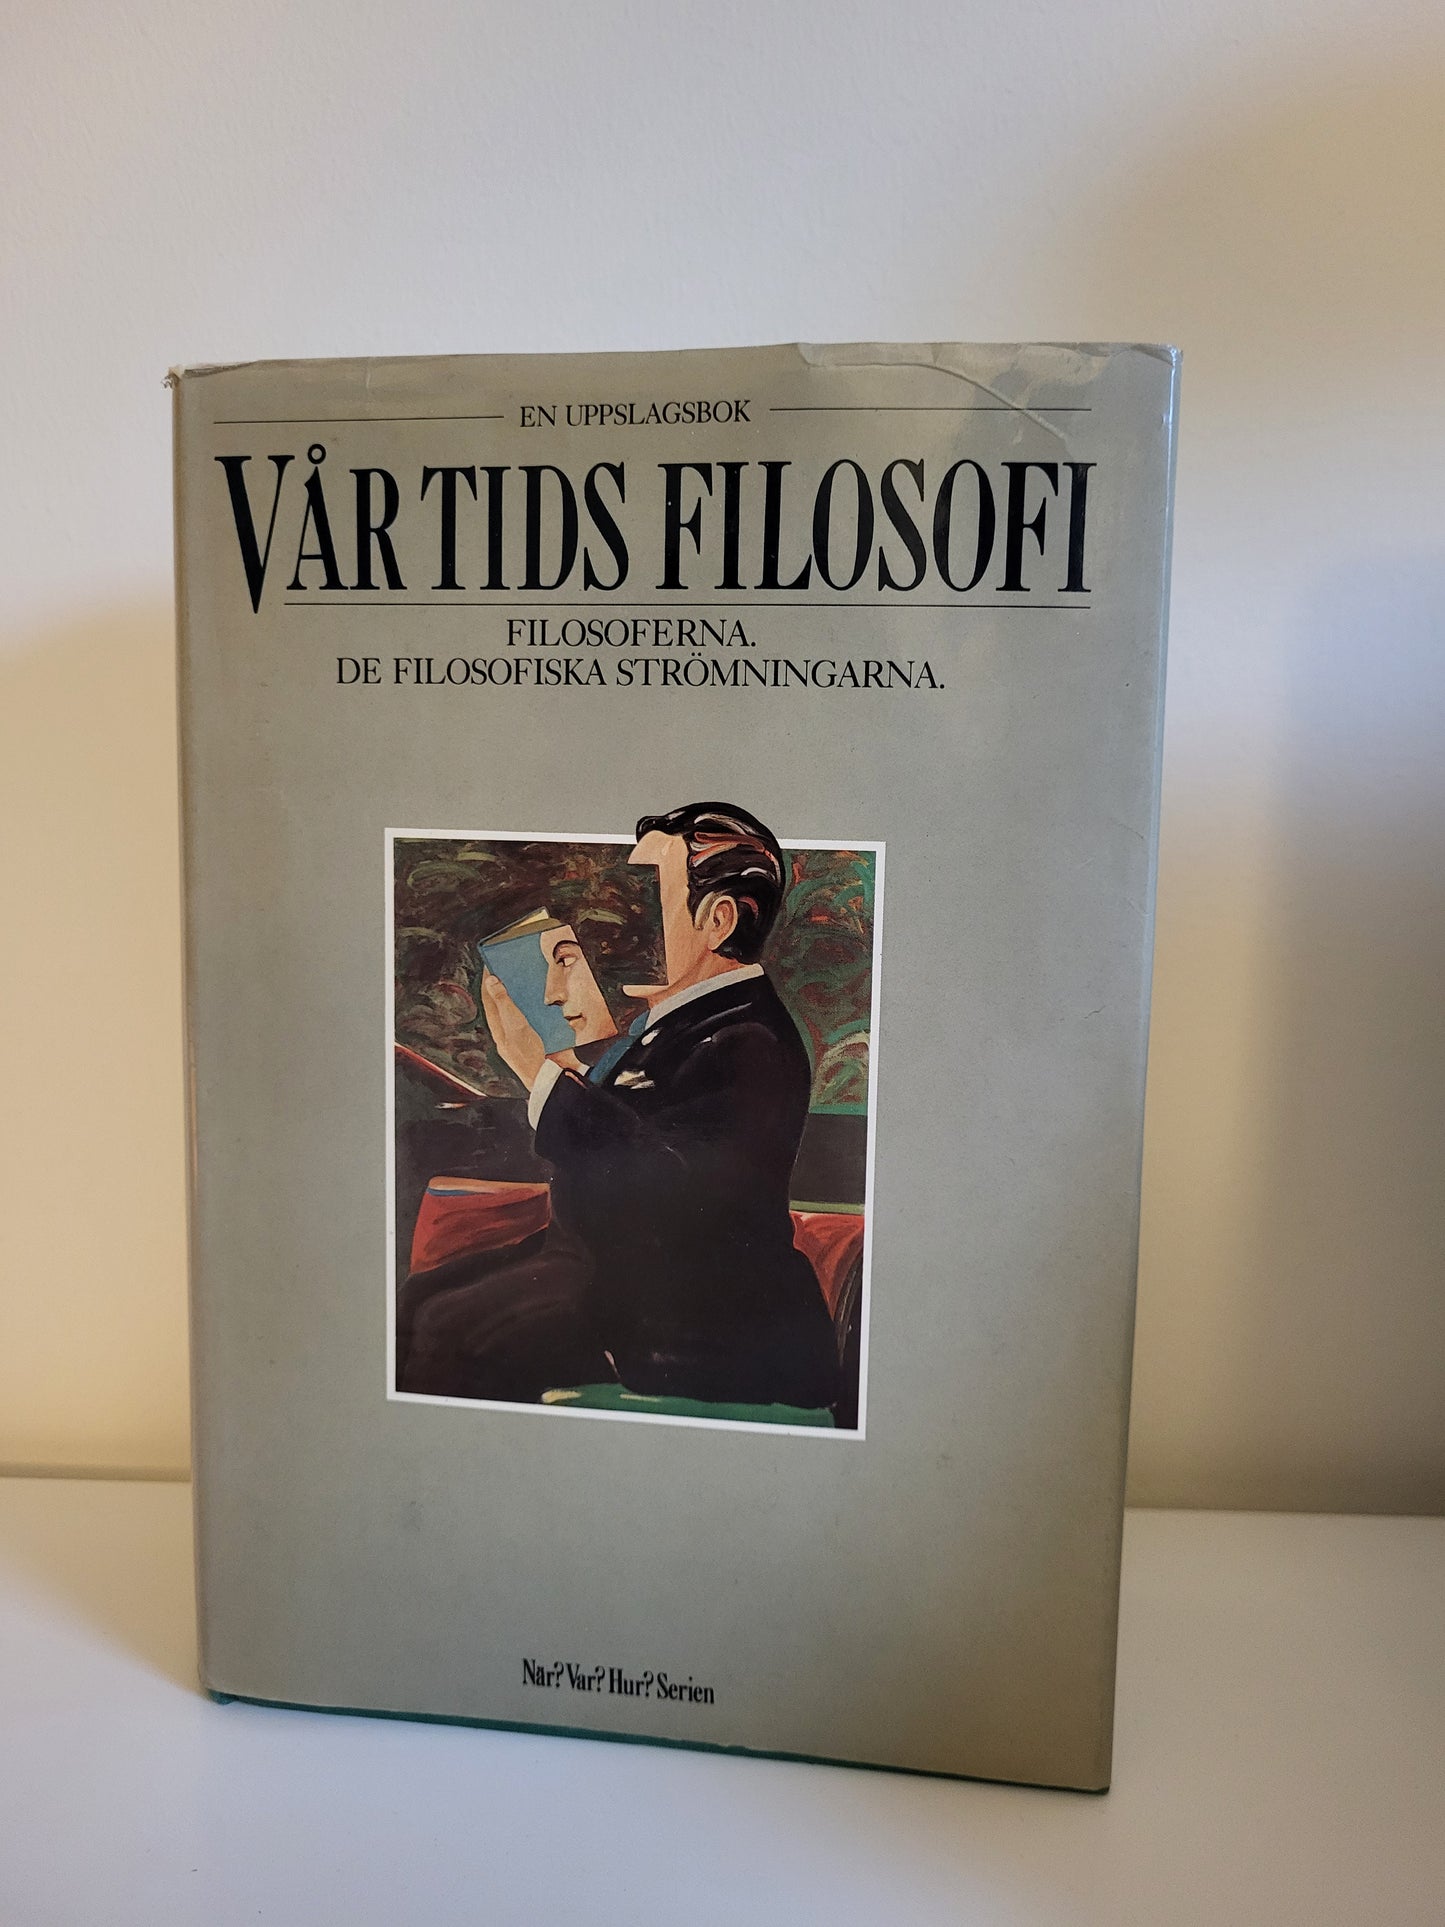 EN UPPSLAGSBOK
VÅR TIDS FILOSOFI
FILOSOFERNA.
DE FILOSOFISKA STRÖMNINGARNA.
När? Var? Hur? Serien